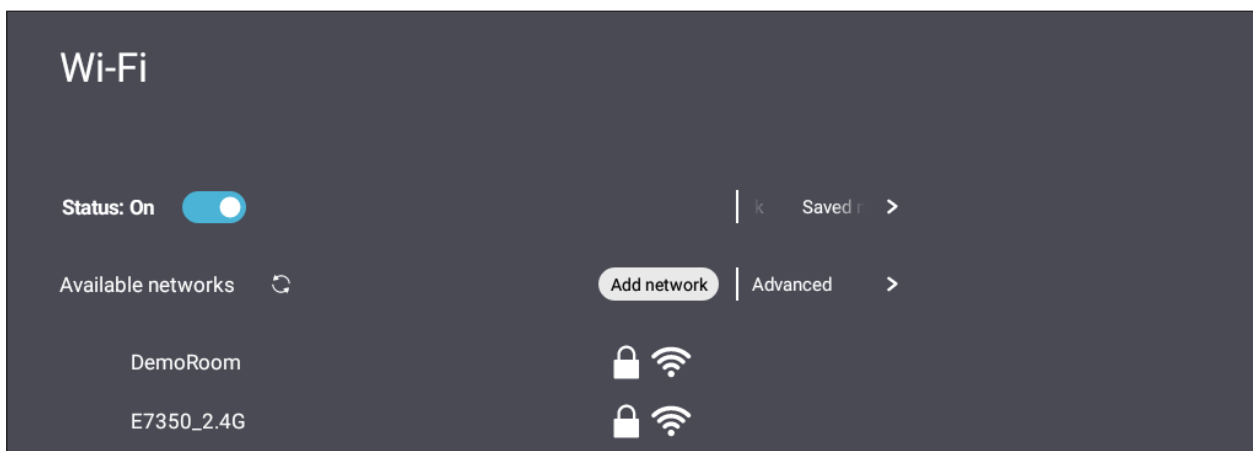 Wi-Fi
Status: On
k Saved
Available networks Add network Advanced
DemoRoom
E7350_2.4G